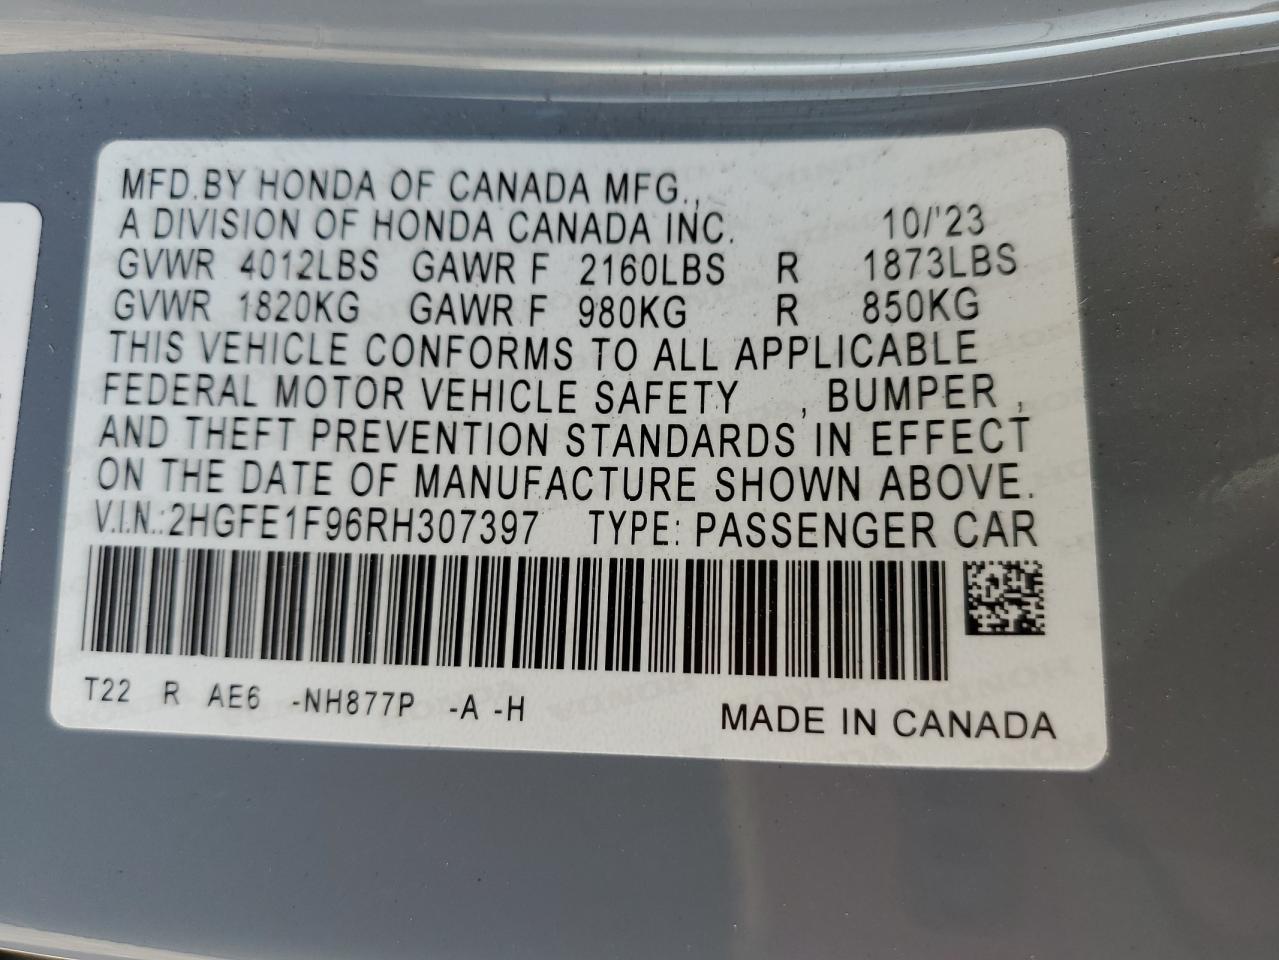 MFD.BY HONDA OF CANADA MFG.,
A DIVISION OF HONDA CANADA INC. 10/'23
GVWR 4012LBS GAWR F 2160LBS R 1873LBS
GVWR 1820KG GAWR F 980KG R 850KG
THIS VEHICLE CONFORMS TO ALL APPLICABLE
FEDERAL MOTOR VEHICLE SAFETY , BUMPER ,
AND THEFT PREVENTION STANDARDS IN EFFECT
ON THE DATE OF MANUFACTURE SHOWN ABOVE.
V.I.N.:2HGFE1F96RH307397 TYPE: PASSENGER CAR
T22 R AE6 -NH877P -A -H
MADE IN CANADA